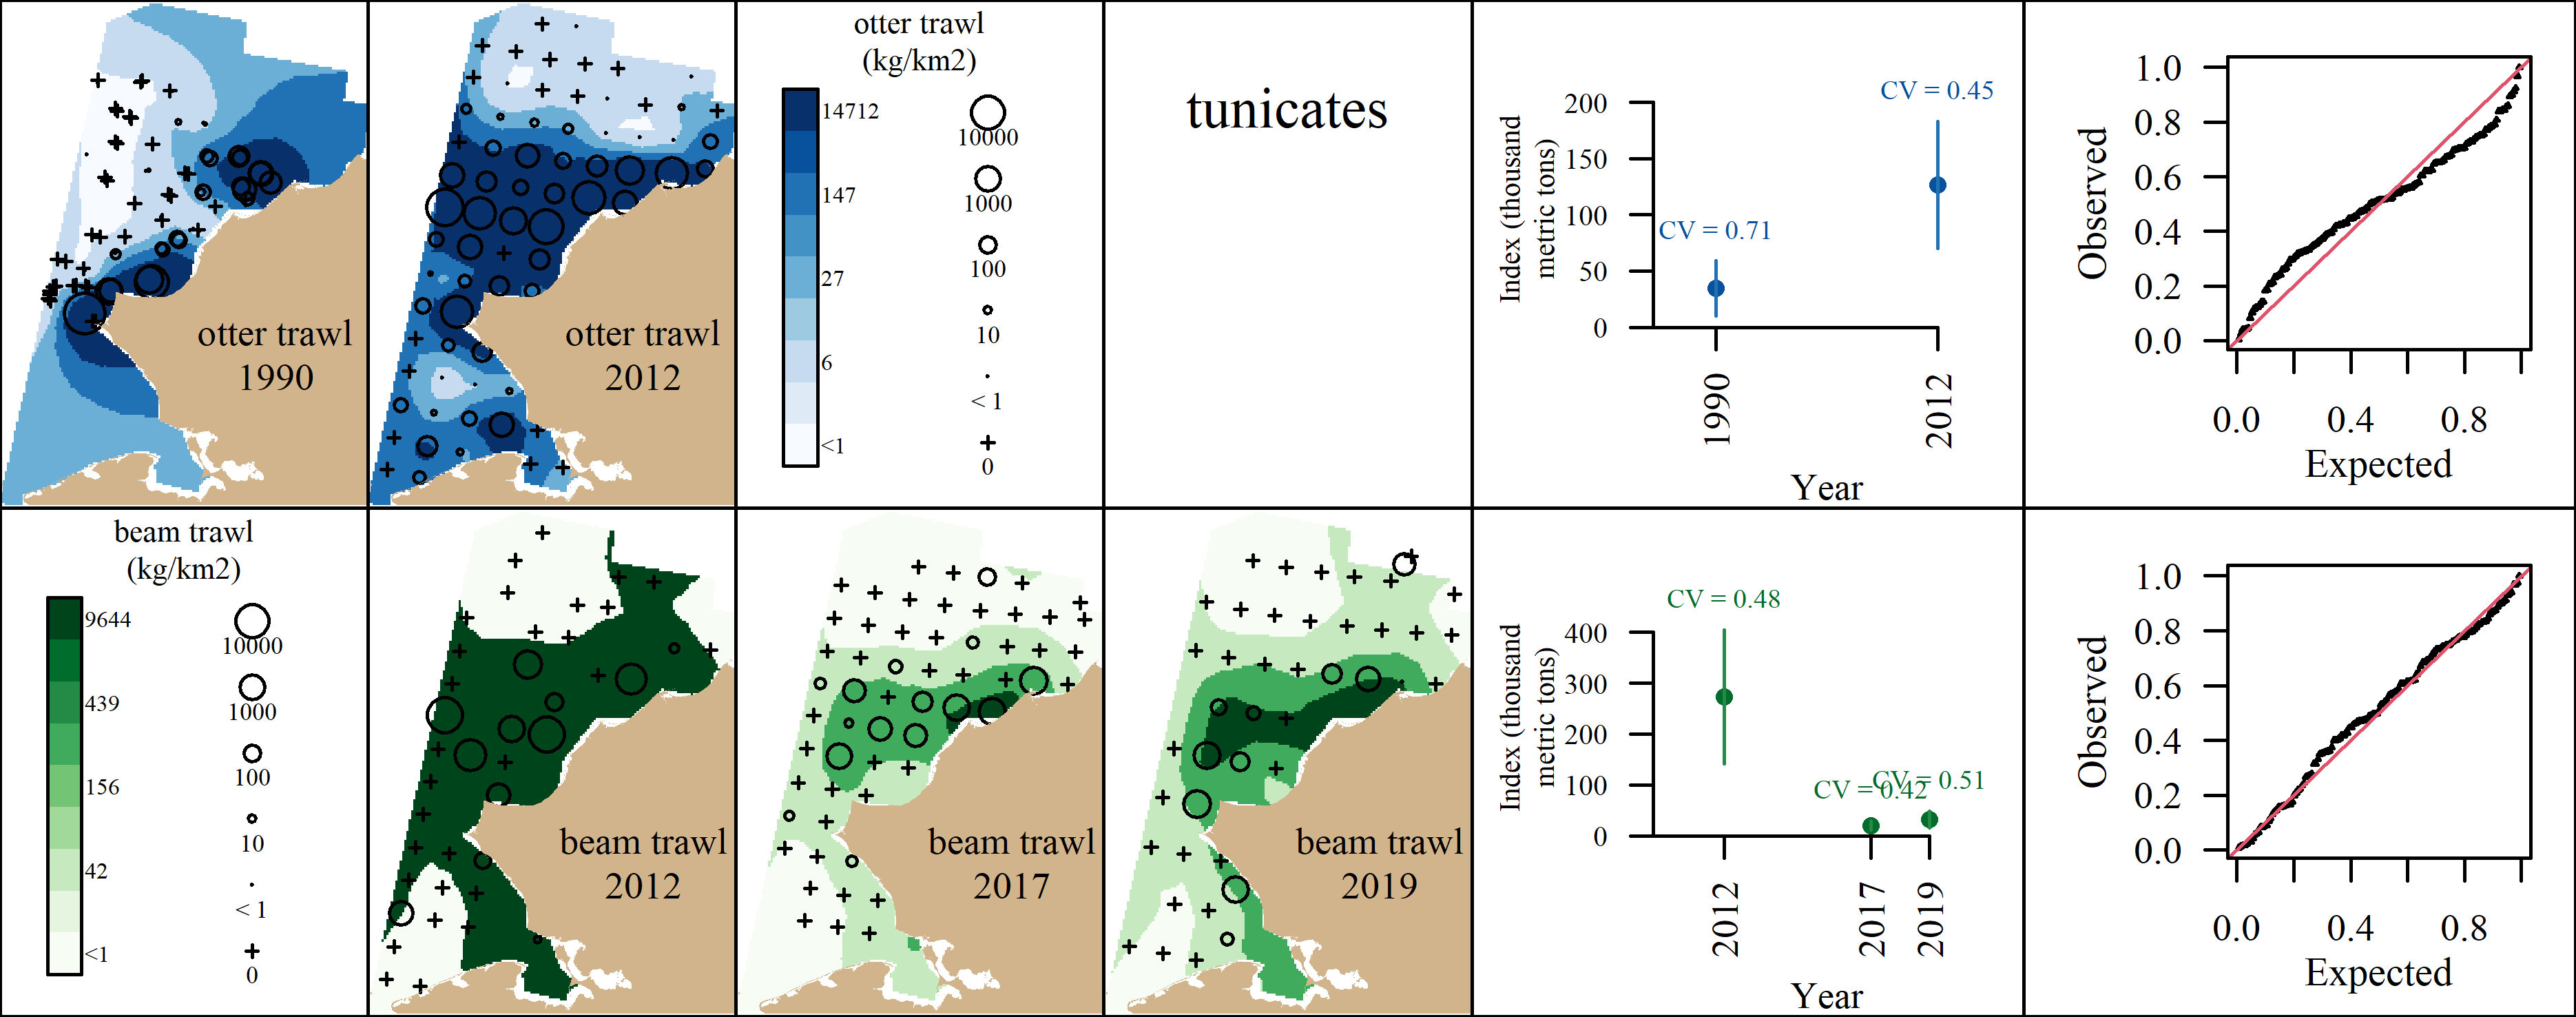 otter trawl
1990
otter trawl
2012
otter trawl
(kg/km2)
14712
147
27
6
<1
10000
1000
100
10
< 1
0
tunicates
Index (thousand
metric tons)
200
150
100
50
0
CV = 0.71
CV = 0.45
1990
2012
Year
Observed
1.0
0.8
0.6
0.4
0.2
0.0
0.0 0.4 0.8
Expected
beam trawl
(kg/km2)
9644
439
156
42
<1
10000
1000
100
10
< 1
0
beam trawl
2012
beam trawl
2017
beam trawl
2019
Index (thousand
metric tons)
400
300
200
100
0
CV = 0.48
CV = 0.42
CV = 0.51
2012
2017
2019
Year
Observed
1.0
0.8
0.6
0.4
0.2
0.0
0.0 0.4 0.8
Expected